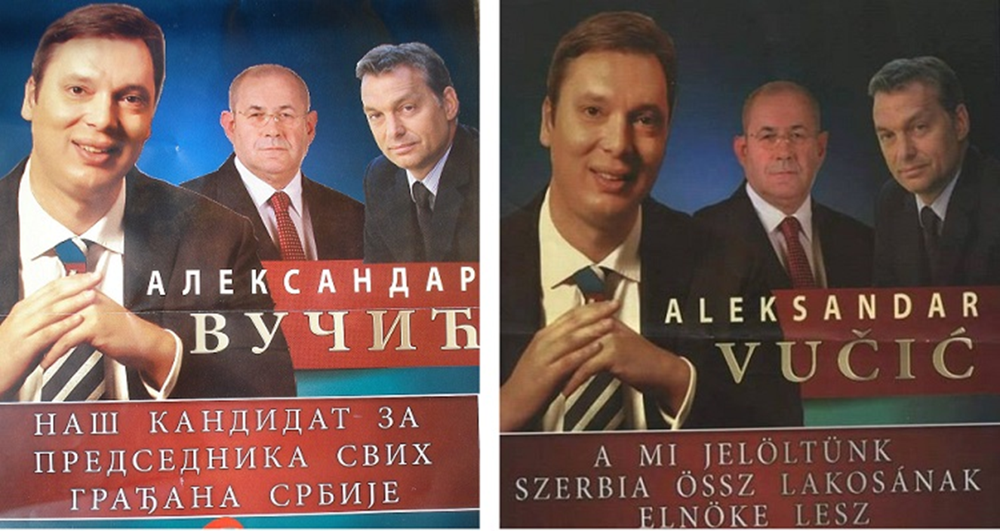 АЛЕКСАНДАР
ВУЧИЋ
НАШ КАНДИДАТ ЗА
ПРЕДСЕДНИКА СВИХ
ГРАЂАНА СРБИЈЕ
ALEKSANDAR
VUČIĆ
A MI JELÖLTÜNK
SZERBIA ÖSSZ LAKOSÁNAK
ELNÖKE LESZ